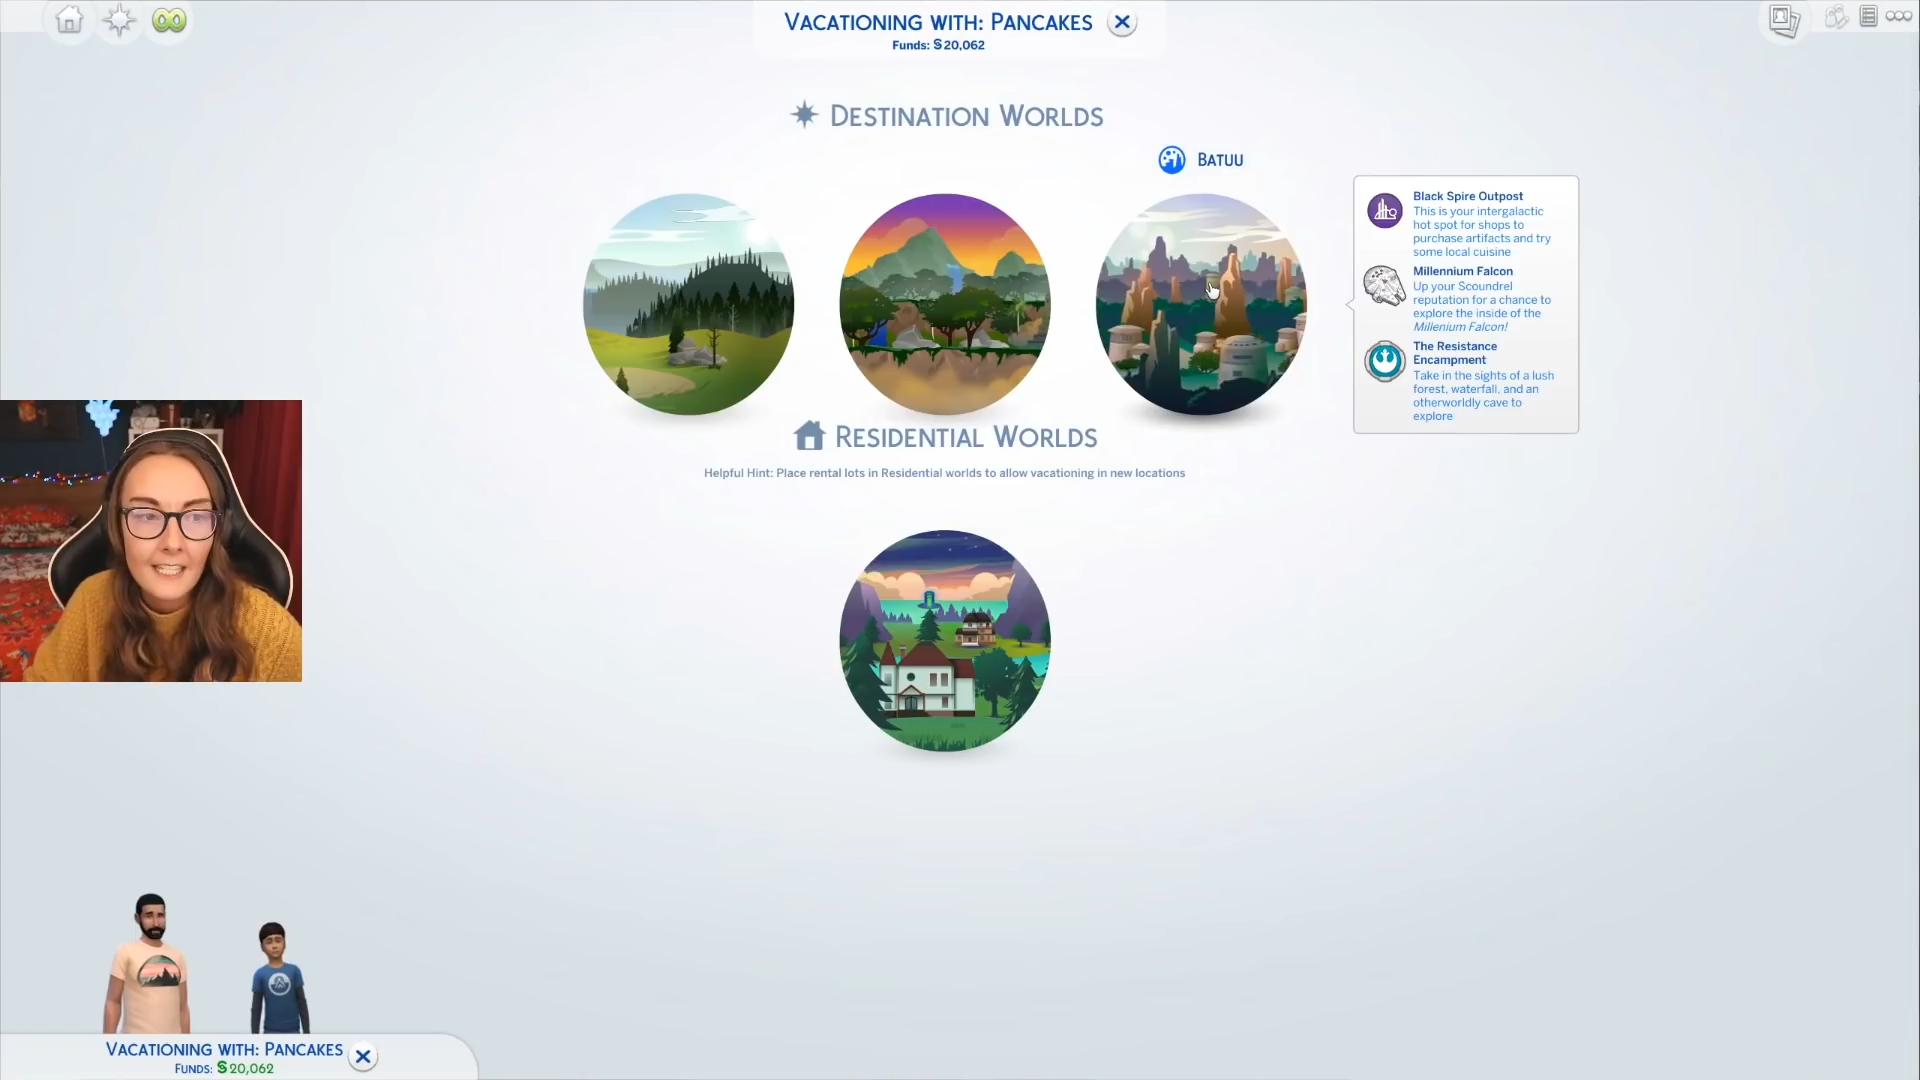 VACATIONING WITH: PANCAKES
Funds: §20,062
DESTINATION WORLDS
BATUU
Black Spire Outpost
This is your intergalactic
hot spot for shops to
purchase artifacts and try
some local cuisine
Millennium Falcon
Up your Scoundrel
reputation for a chance to
explore the inside of the
Millenium Falcon!
The Resistance
Encampment
Take in the sights of a lush
forest, waterfall, and an
otherworldly cave to
explore
RESIDENTIAL WORLDS
Helpful Hint: Place rental lots in Residential worlds to allow vacationing in new locations
VACATIONING WITH: PANCAKES
FUNDS: §20,062